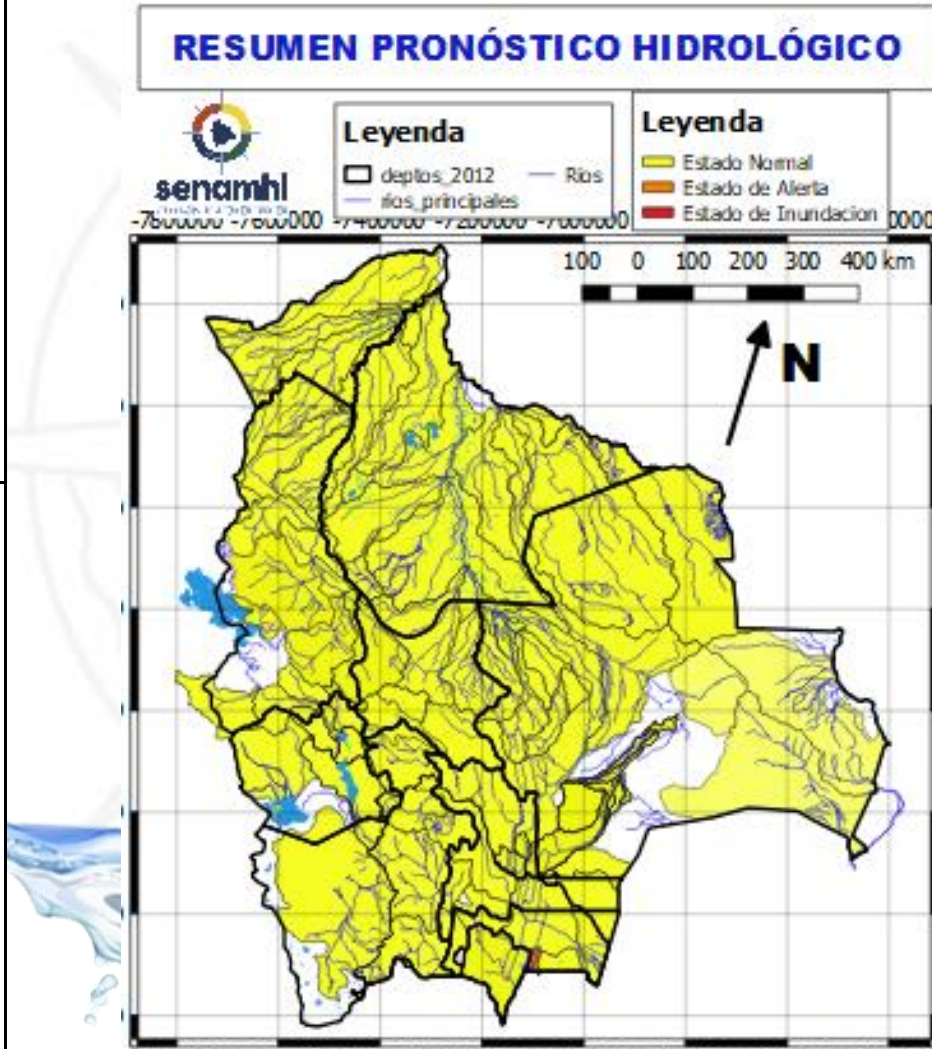 RESUMEN PRONÓSTICO HIDROLÓGICO
senamhi
Leyenda
deptos_2012
Rios
rios_principales
Leyenda
Estado Normal
Estado de Alerta
Estado de Inundacion
-7800000 -7600000 -7400000 -7200000 -7000000
100 0 100 200 300 400 km
N